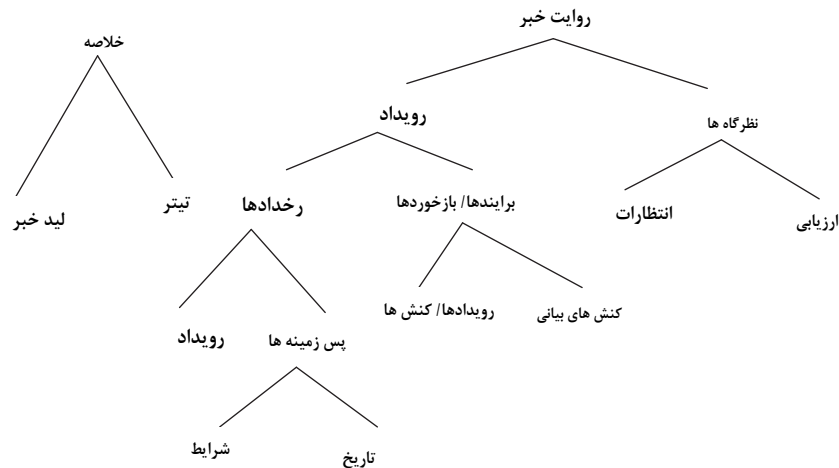 روایت خبر
خلاصه
رویداد
نظرگاه ها
تیتر
لید خبر
رخدادها
برایندها/ بازخوردها
انتظارات
ارزیابی
رویداد
پس زمینه ها
رویدادها/ کنش ها
کنش های بیانی
شرایط
تاریخ